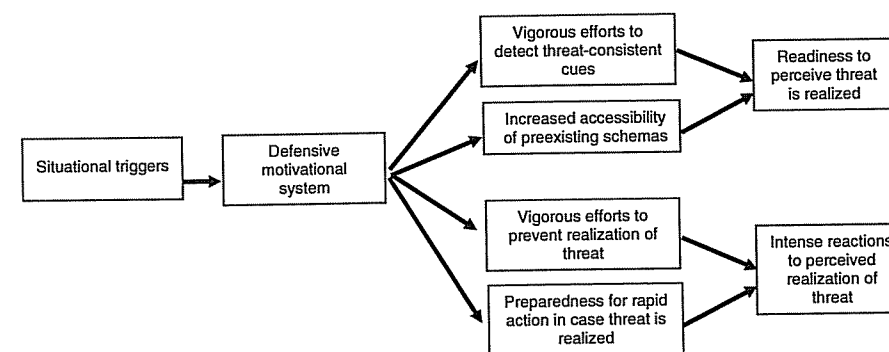 Situational triggers
Defensive
motivational
system
Vigorous efforts to
detect threat-consistent
cues
Increased accessibility
of preexisting schemas
Vigorous efforts to
prevent realization of
threat
Preparedness for rapid
action in case threat is
realized
Readiness to
perceive threat
is realized
Intense reactions
to perceived
realization of
threat